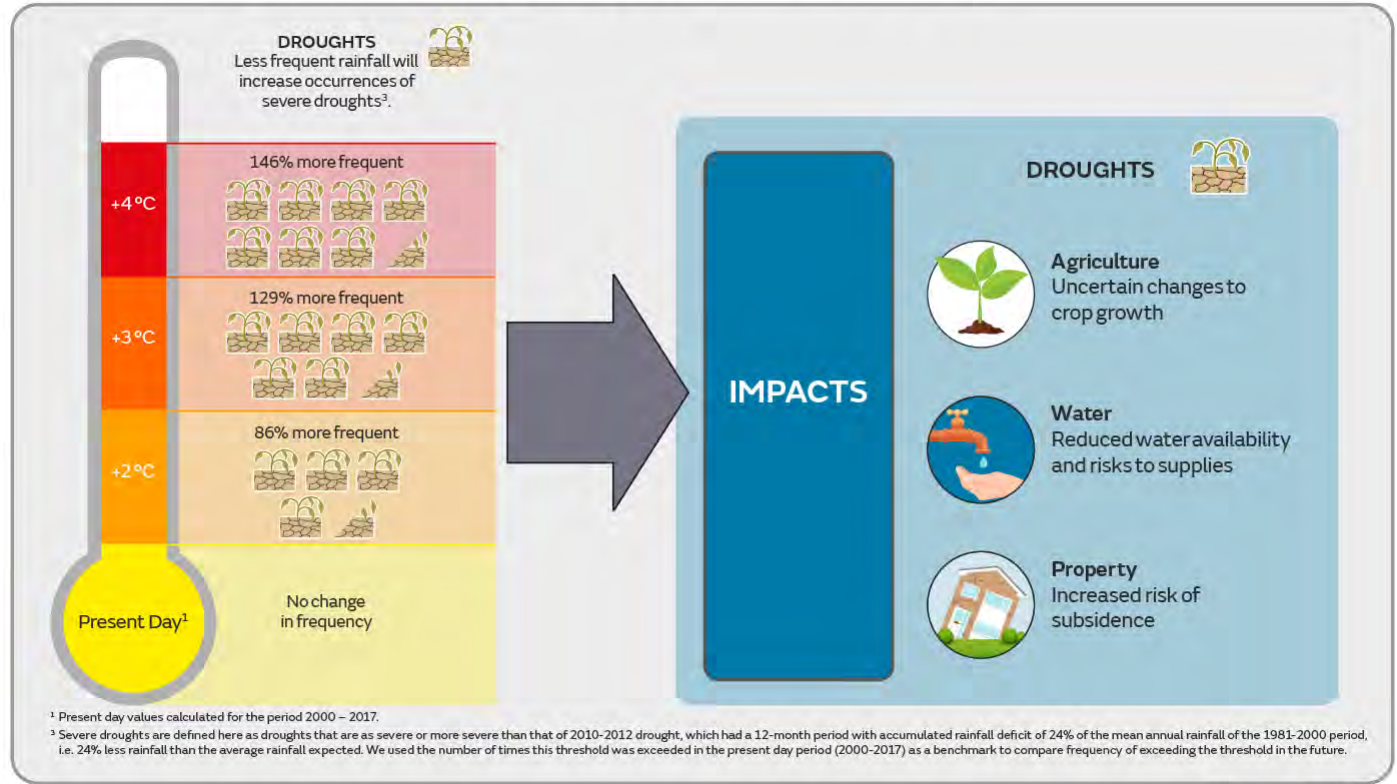 DROUGHTS
Less frequent rainfall will
increase occurrences of
severe droughts³.
+4 °C
146% more frequent
+3 °C
129% more frequent
+2 °C
86% more frequent
Present Day¹
No change
in frequency
IMPACTS
DROUGHTS
Agriculture
Uncertain changes to
crop growth
Water
Reduced water availability
and risks to supplies
Property
Increased risk of
subsidence
¹ Present day values calculated for the period 2000 – 2017.
³ Severe droughts are defined here as droughts that are as severe or more severe than that of 2010-2012 drought, which had a 12-month period with accumulated rainfall deficit of 24% of the mean annual rainfall of the 1981-2000 period,
i.e. 24% less rainfall than the average rainfall expected. We used the number of times this threshold was exceeded in the present day period (2000-2017) as a benchmark to compare frequency of exceeding the threshold in the future.